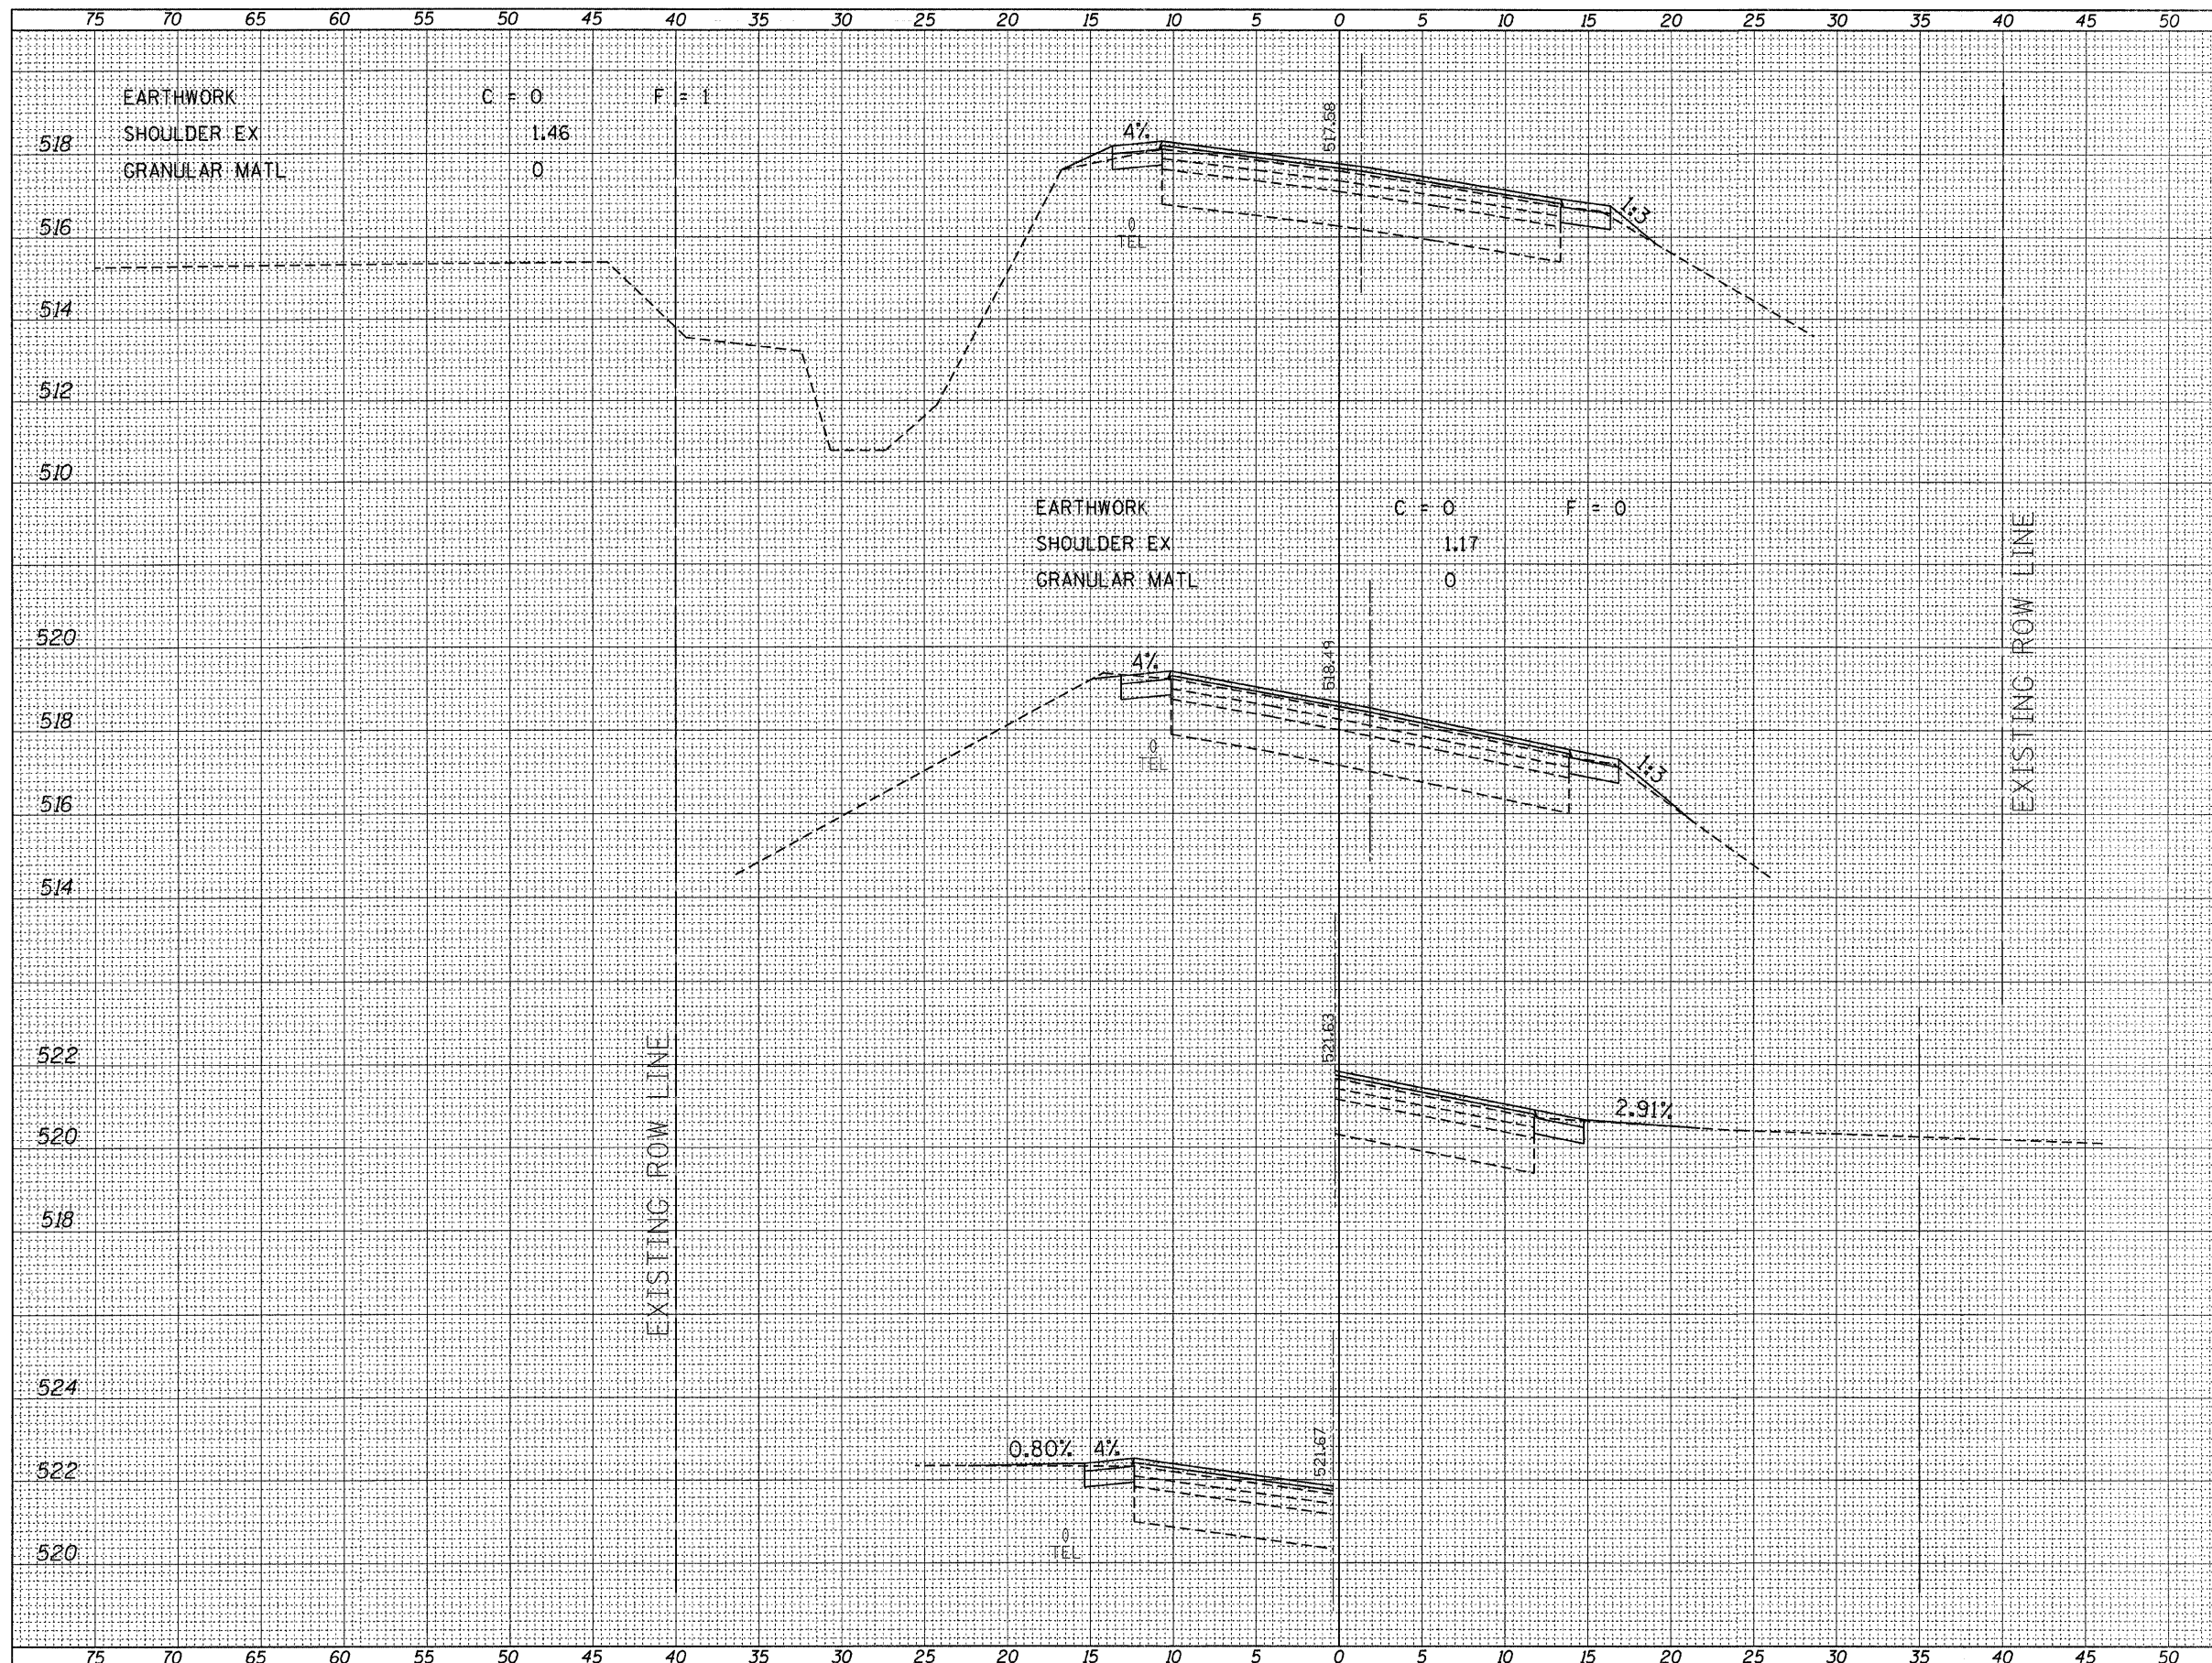 75 70 65 60 55 50 45 40 35 30 25 20 15 10 5 0 5 10 15 20 25 30 35 40 45 50
EARTHWORK C = 0 F = 1
517.58
4%
SHOULDER EX 1.46
518
GRANULAR MATL 0
1:3
516
0
TEL
514
512
510
EARTHWORK C = 0 F = 0
SHOULDER EX 1.17
GRANULAR MATL 0
EXISTING ROW LINE
520
518.49
4%
518
0
TEL
1:3
516
514
521.63
522
EXISTING ROW LINE
2.91%
520
518
524
521.67
0.80% 4%
522
0
TEL
520
75 70 65 60 55 50 45 40 35 30 25 20 15 10 5 0 5 10 15 20 25 30 35 40 45 50